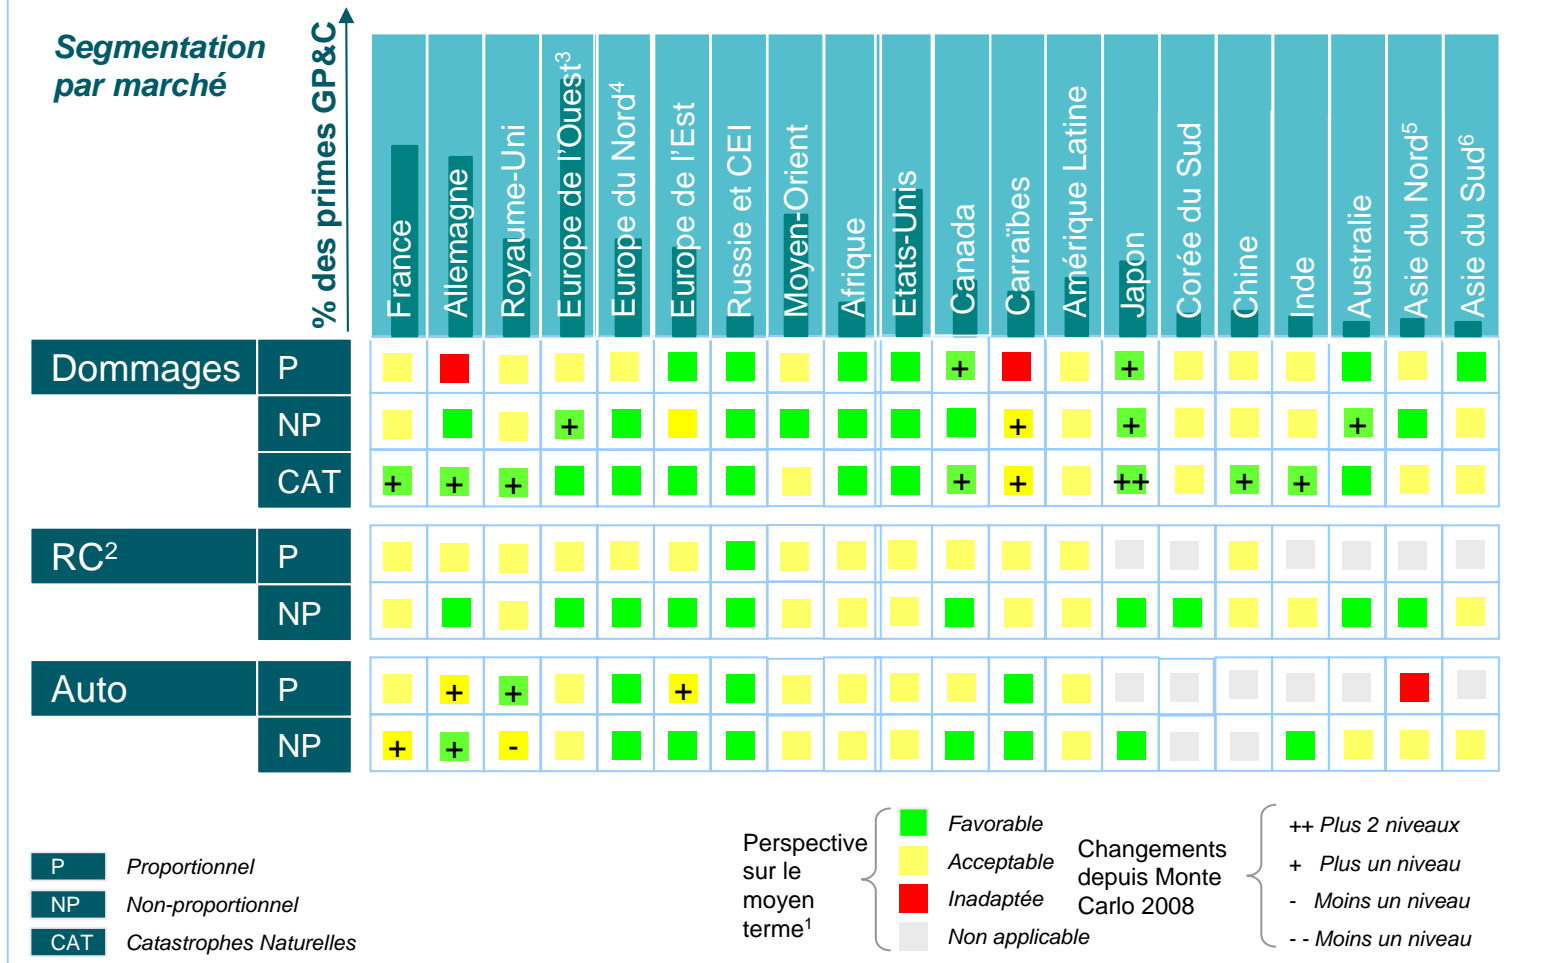 Segmentation
par marché
% des primes GP&C
France
Allemagne
Royaume-Uni
Europe de l'Ouest3
Europe du Nord4
Europe de l'Est
Russie et CEI
Moyen-Orient
Afrique
Etats-Unis
Canada
Carraïbes
Amérique Latine
Japon
Corée du Sud
Chine
Inde
Australie
Asie du Nord5
Asie du Sud6
Dommages P + +
NP + + + +
CAT + + + + + ++ + +
RC2 P
NP
Auto P + + +
NP + + -
P Proportionnel
NP Non-proportionnel
CAT Catastrophes Naturelles
Perspective
sur le
moyen
terme1
Favorable
Acceptable
Inadaptée
Non applicable
Changements
depuis Monte
Carlo 2008
++ Plus 2 niveaux
+ Plus un niveau
- Moins un niveau
- - Moins un niveau